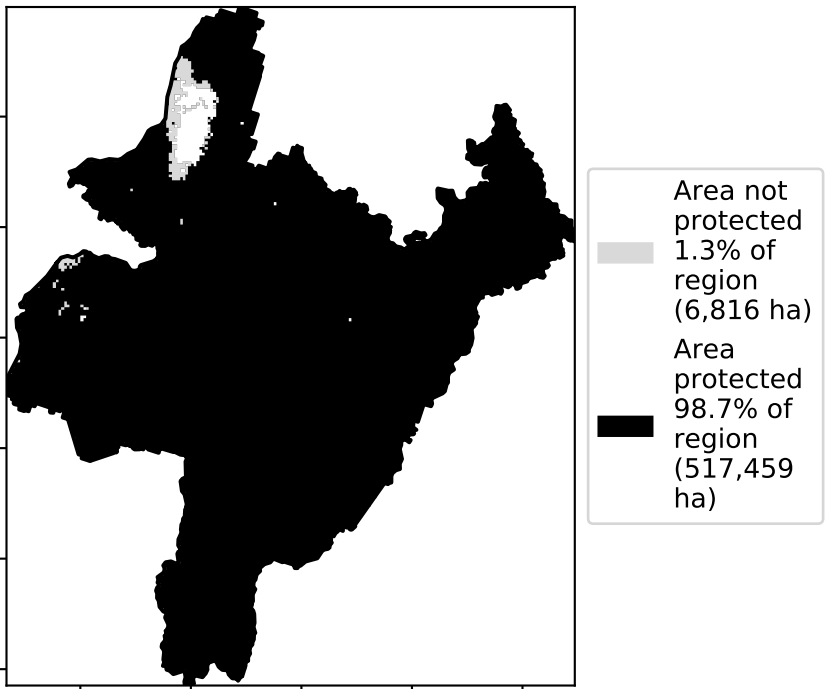 Area not
protected
1.3% of
region
(6,816 ha)
Area
protected
98.7% of
region
(517,459
ha)